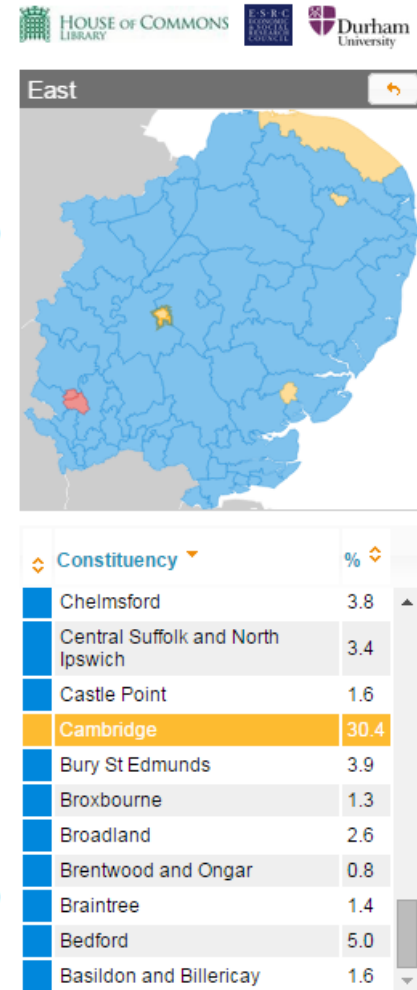 HOUSE OF COMMONS
LIBRARY
E·S·R·C
ECONOMIC
& SOCIAL
RESEARCH
COUNCIL
Durham
University
East
Constituency %
Chelmsford 3.8
Central Suffolk and North
Ipswich 3.4
Castle Point 1.6
Cambridge 30.4
Bury St Edmunds 3.9
Broxbourne 1.3
Broadland 2.6
Brentwood and Ongar 0.8
Braintree 1.4
Bedford 5.0
Basildon and Billericay 1.6